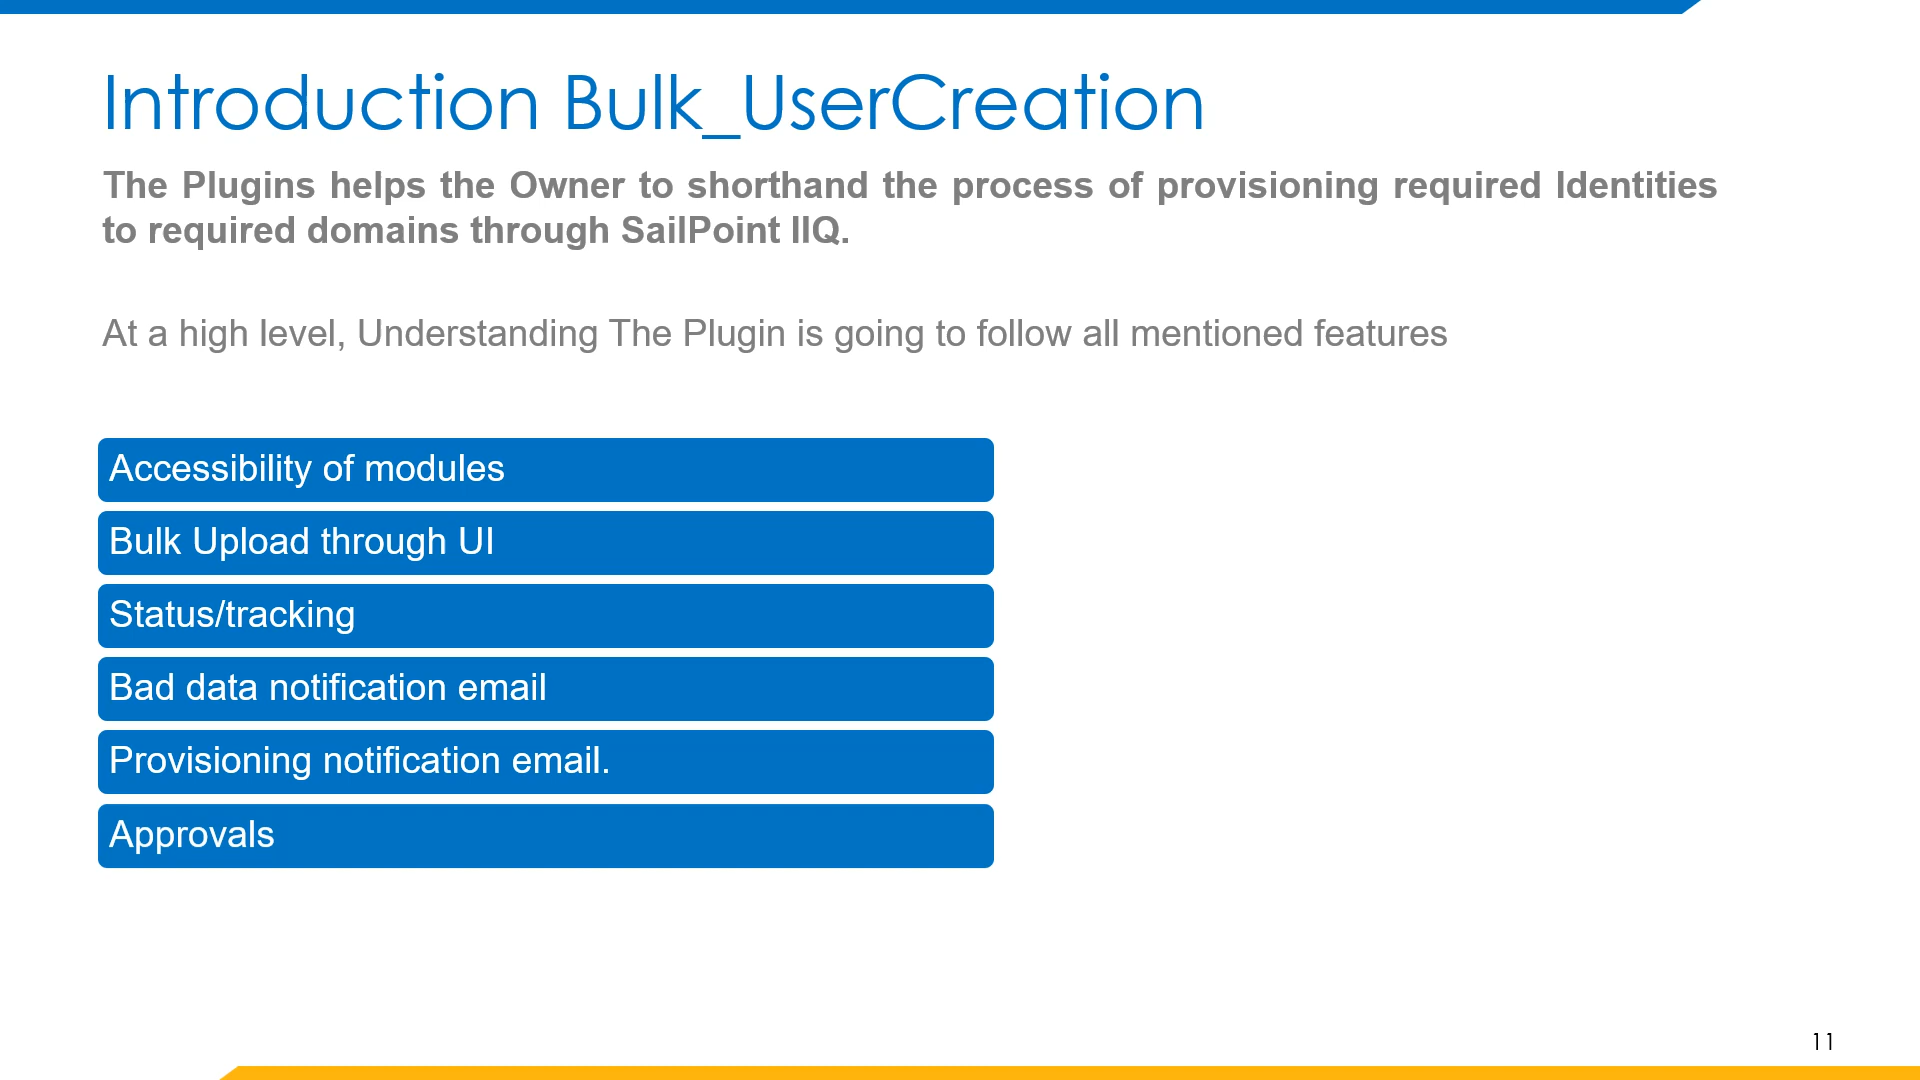 Introduction Bulk_UserCreation
The Plugins helps the Owner to shorthand the process of provisioning required Identities
to required domains through SailPoint IIQ.
At a high level, Understanding The Plugin is going to follow all mentioned features
Accessibility of modules
Bulk Upload through UI
Status/tracking
Bad data notification email
Provisioning notification email.
Approvals
11